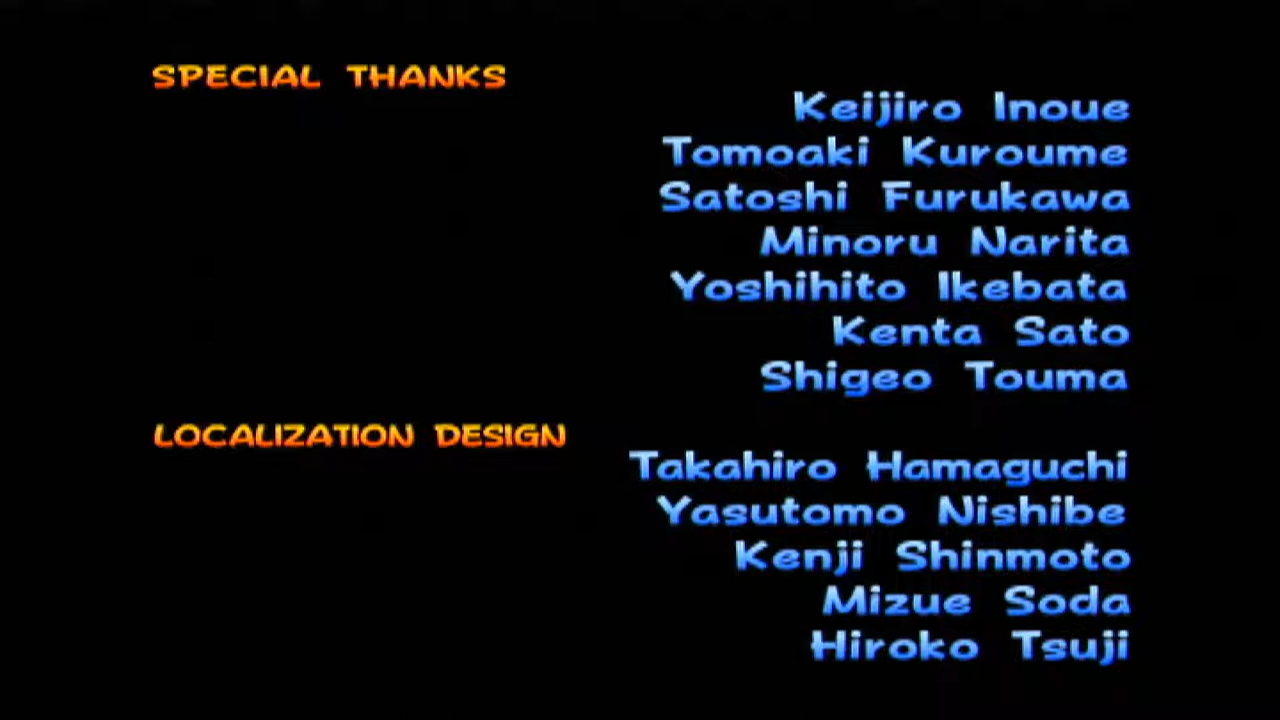 SPECIAL THANKS
Keijiro Inoue
Tomoaki Kuroume
Satoshi Furukawa
Minoru Narita
Yoshihito Ikebata
Kenta Sato
Shigeo Touma
LOCALIZATION DESIGN
Takahiro Hamaguchi
Yasutomo Nishibe
Kenji Shinmoto
Mizue Soda
Hiroko Tsuji